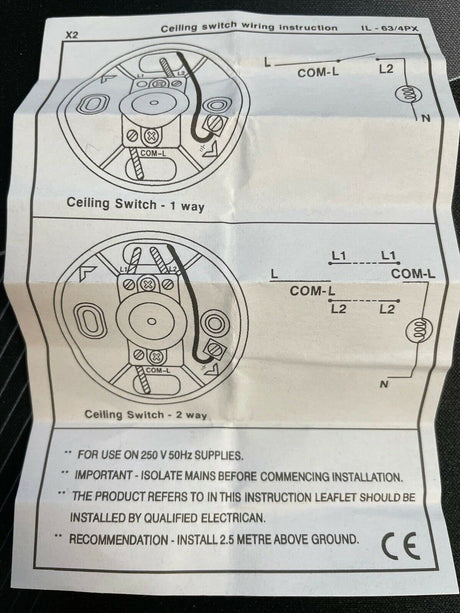 X2 Ceiling switch wiring instruction IL - 63/4PX
L1 L2
COM-L
L COM-L L2
N
Ceiling Switch - 1 way
L1 L2
COM-L
L1 L1
L COM-L
COM-L
L2 L2
N
Ceiling Switch - 2 way
" FOR USE ON 250 V 50Hz SUPPLIES.
" IMPORTANT - ISOLATE MAINS BEFORE COMMENCING INSTALLATION.
" THE PRODUCT REFERS TO IN THIS INSTRUCTION LEAFLET SHOULD BE
INSTALLED BY QUALIFIED ELECTRICAN.
" RECOMMENDATION - INSTALL 2.5 METRE ABOVE GROUND.
CE